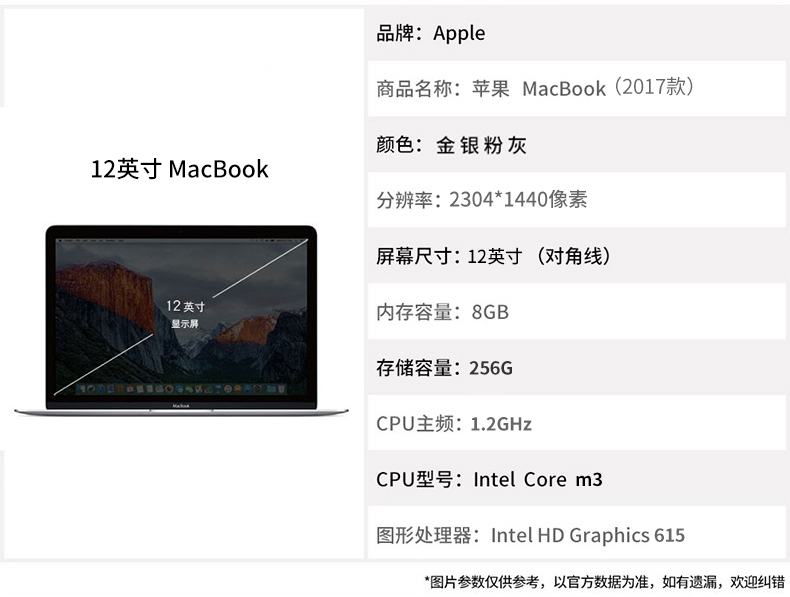 12英寸 MacBook
12 英寸
显示屏
MacBook
品牌：Apple
商品名称：苹果 MacBook（2017款）
颜色：金 银 粉 灰
分辨率：2304*1440像素
屏幕尺寸：12英寸 （对角线）
内存容量：8GB
存储容量：256G
CPU主频：1.2GHz
CPU型号：Intel Core m3
图形处理器：Intel HD Graphics 615
*图片参数仅供参考，以官方数据为准，如有遗漏，欢迎纠错